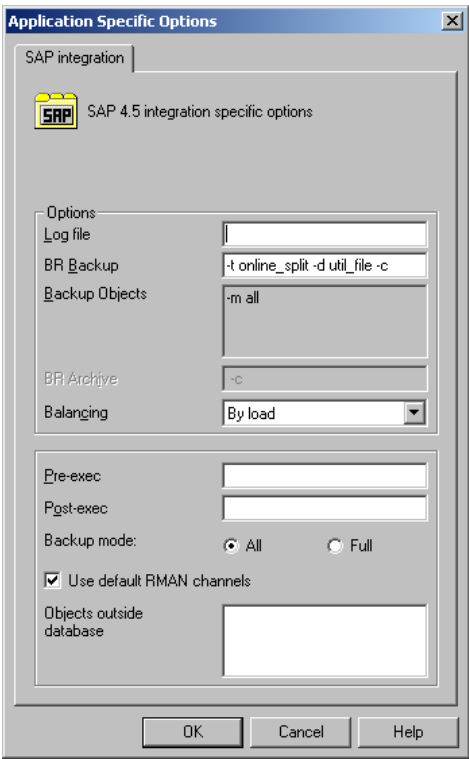 Application Specific Options
SAP integration
SAP
SAP 4.5 integration specific options
Options
Log file
BR Backup
-t online_split -d util_file -c
Backup Objects
-m all
BR Archive
-c
Balancing
By load
Pre-exec
Post-exec
Backup mode:
All
Full
Use default RMAN channels
Objects outside
database
OK
Cancel
Help